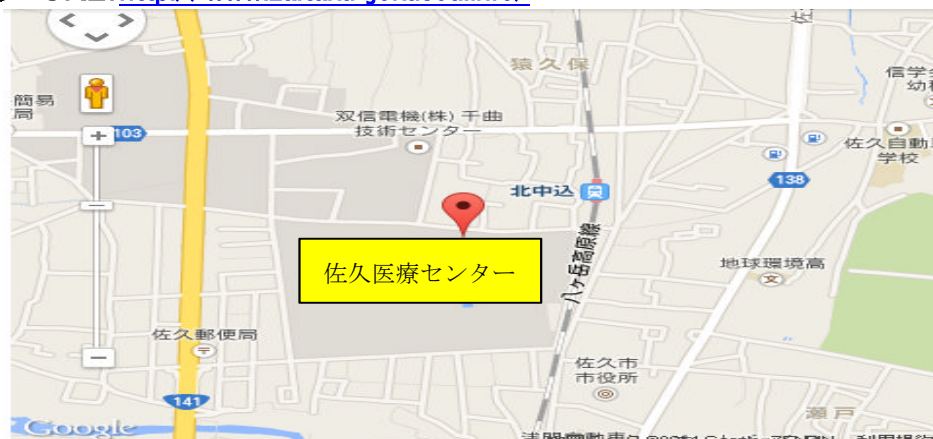 猿久保
信学会
幼稚
簡易
局
双信電機(株)千曲
技術センター
103
佐久自動
学校
北中込
138
八ヶ岳高原線
佐久医療センター
地球環境高
佐久郵便局
佐久市
市役所
141
瀬戸
Google